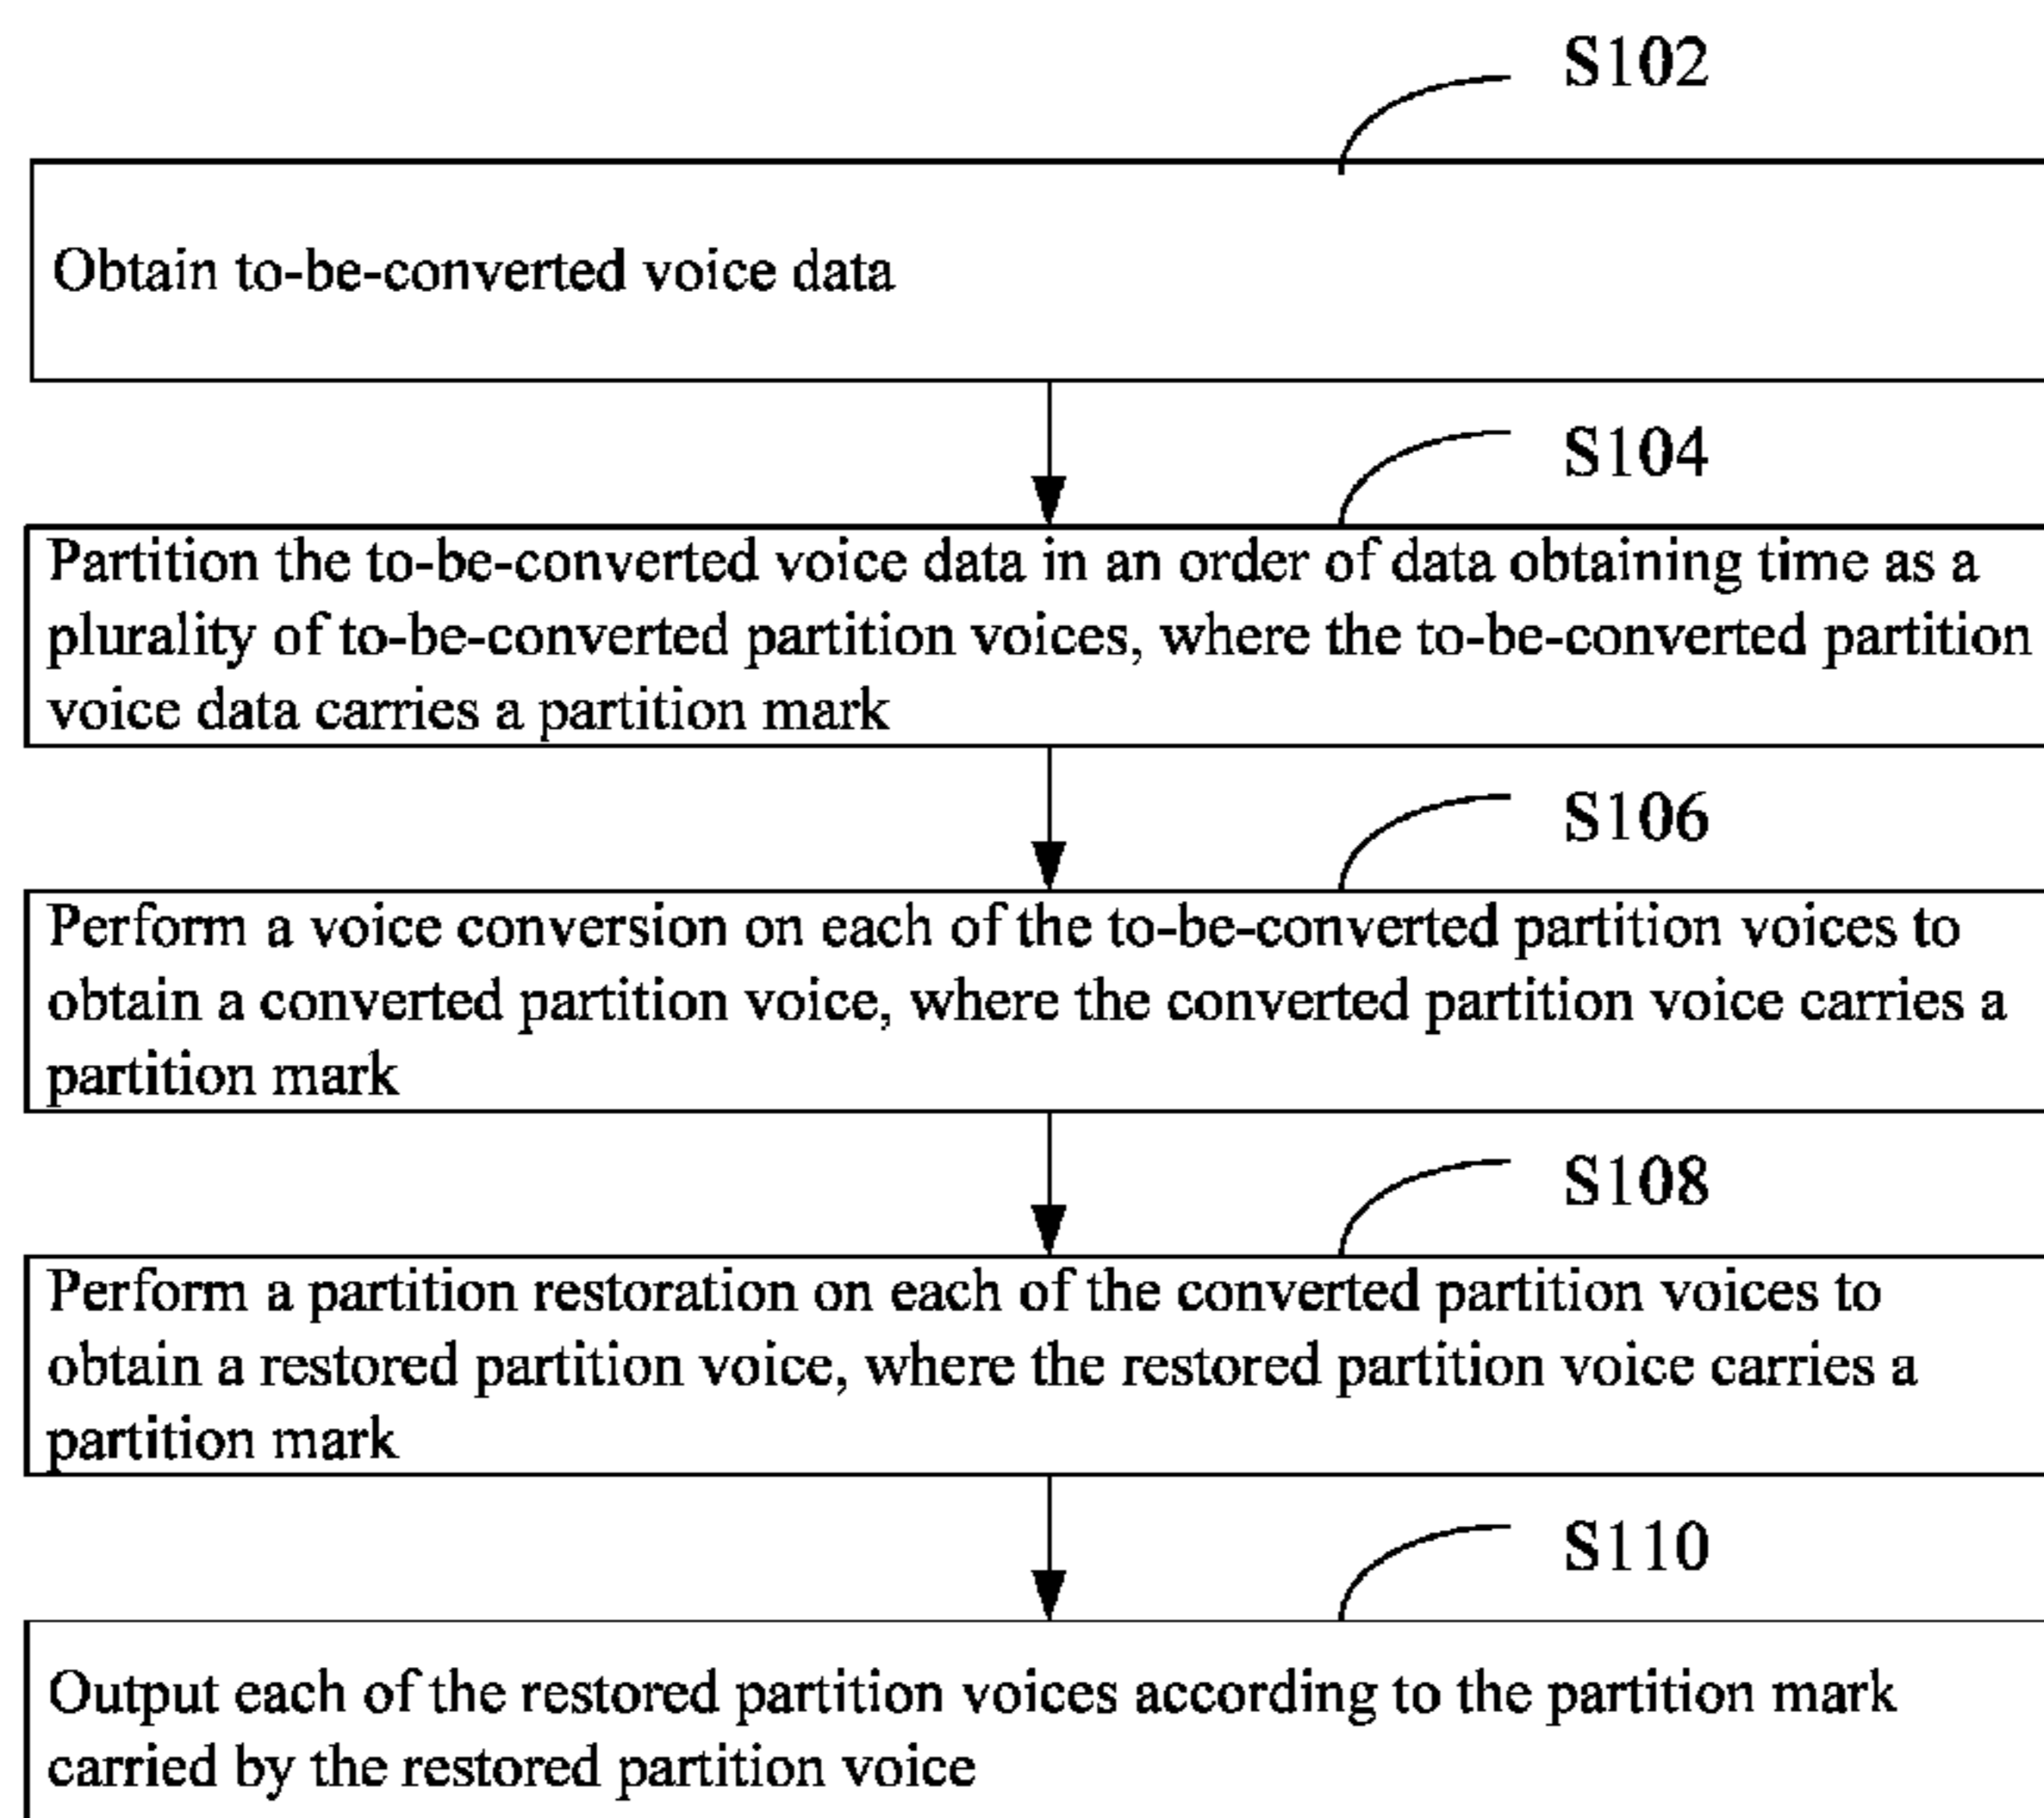 S102
Obtain to-be-converted voice data
S104
Partition the to-be-converted voice data in an order of data obtaining time as a
plurality of to-be-converted partition voices, where the to-be-converted partition
voice data carries a partition mark
S106
Perform a voice conversion on each of the to-be-converted partition voices to
obtain a converted partition voice, where the converted partition voice carries a
partition mark
S108
Perform a partition restoration on each of the converted partition voices to
obtain a restored partition voice, where the restored partition voice carries a
partition mark
S110
Output each of the restored partition voices according to the partition mark
carried by the restored partition voice